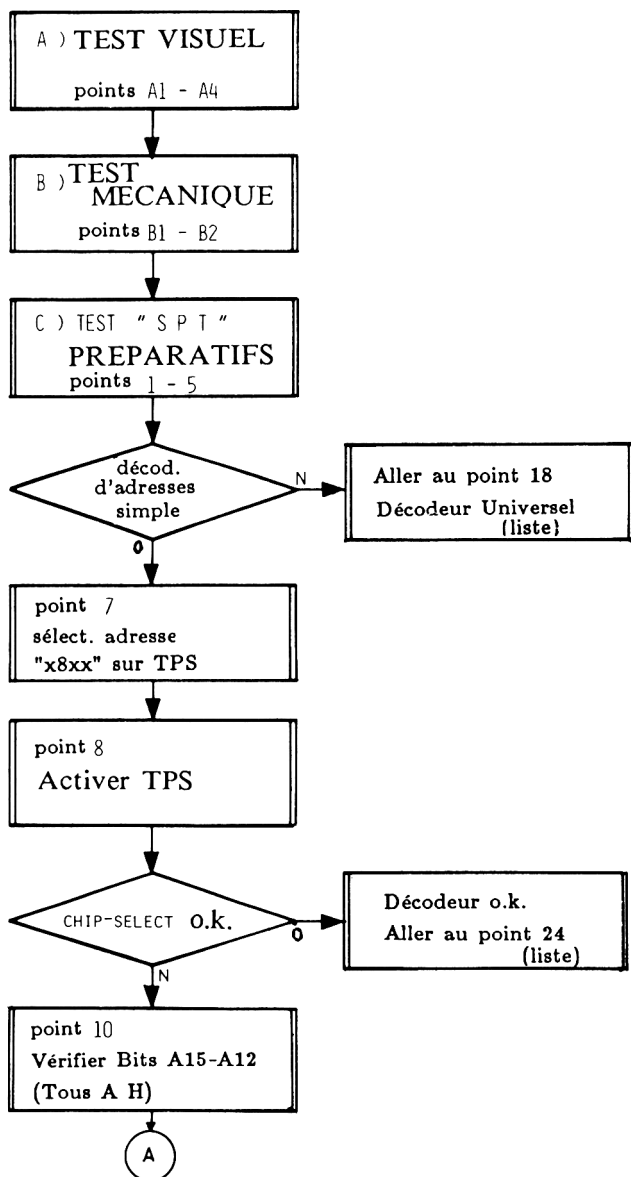 A ) TEST VISUEL
points A1 - A4
B ) TEST
MECANIQUE
points B1 - B2
C ) TEST " S P T "
PREPARATIFS
points 1 - 5
décod.
d'adresses
simple
N
O
Aller au point 18
Décodeur Universel
(liste)
point 7
sélect. adresse
"x8xx" sur TPS
point 8
Activer TPS
CHIP-SELECT o.k.
O
N
Décodeur o.k.
Aller au point 24
(liste)
point 10
Vérifier Bits A15-A12
(Tous A H)
A